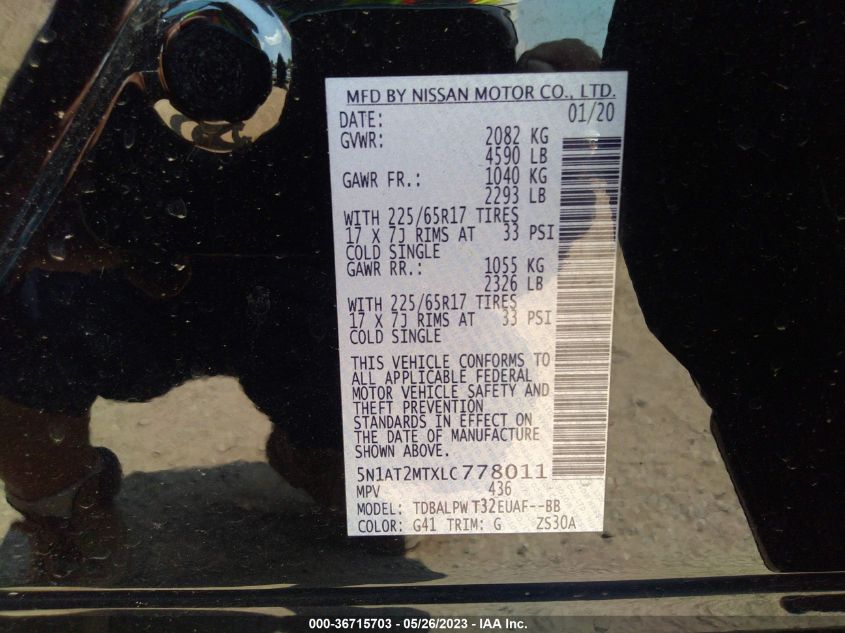 MFD BY NISSAN MOTOR CO., LTD.
DATE: 01/20
GVWR: 2082 KG
4590 LB
GAWR FR.: 1040 KG
2293 LB
WITH 225/65R17 TIRES
17 X 7J RIMS AT 33 PSI
COLD SINGLE
GAWR RR.: 1055 KG
2326 LB
WITH 225/65R17 TIRES
17 X 7J RIMS AT 33 PSI
COLD SINGLE
THIS VEHICLE CONFORMS TO
ALL APPLICABLE FEDERAL
MOTOR VEHICLE SAFETY AND
THEFT PREVENTION
STANDARDS IN EFFECT ON
THE DATE OF MANUFACTURE
SHOWN ABOVE.
5N1AT2MTXLC778011
MPV 436
MODEL: TDBALPWT32EUAF--BB
COLOR: G41 TRIM: G ZS30A
000-36715703 - 05/26/2023 - IAA Inc.